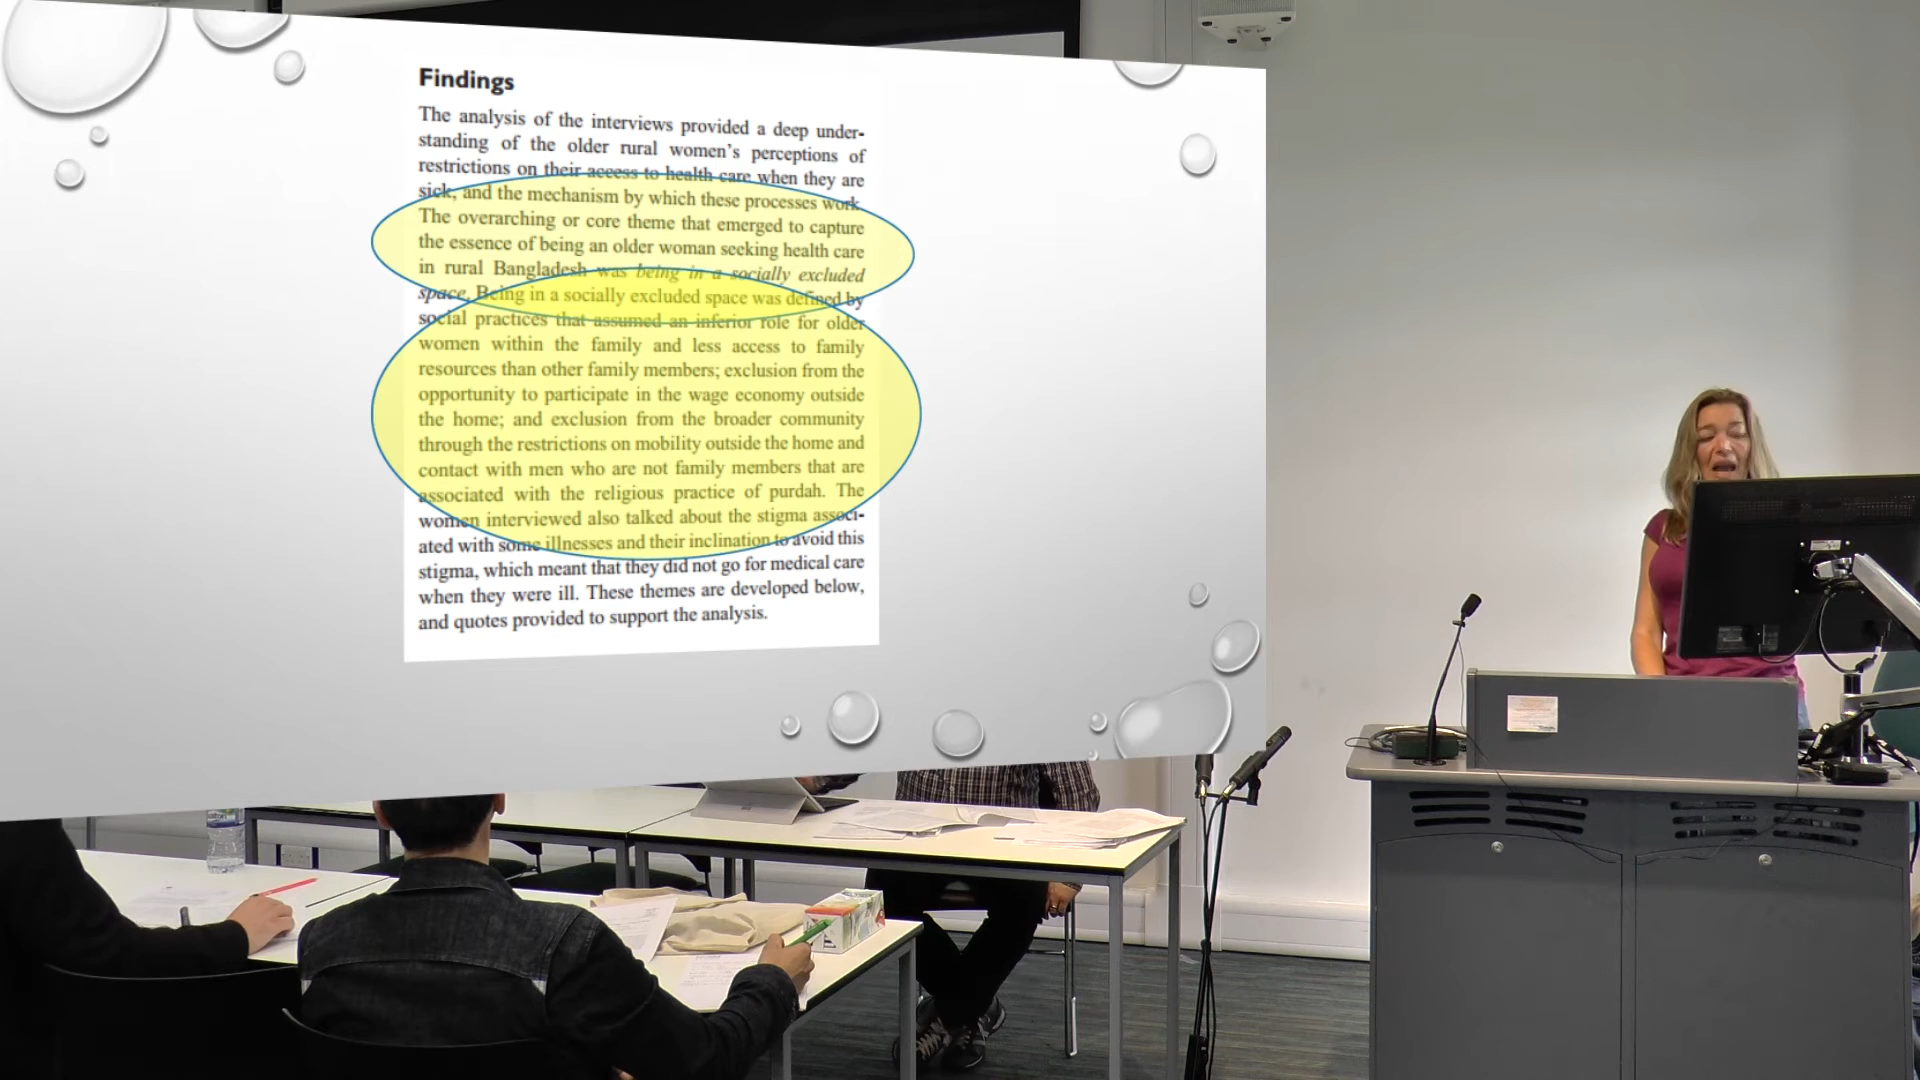 Findings
The analysis of the interviews provided a deep under-
standing of the older rural women's perceptions of
restrictions on their access to health care when they are
sick, and the mechanism by which these processes work.
The overarching or core theme that emerged to capture
the essence of being an older woman seeking health care
in rural Bangladesh was being in a socially excluded
space. Being in a socially excluded space was defined by
social practices that assumed an inferior role for older
women within the family and less access to family
resources than other family members; exclusion from the
opportunity to participate in the wage economy outside
the home; and exclusion from the broader community
through the restrictions on mobility outside the home and
contact with men who are not family members that are
associated with the religious practice of purdah. The
women interviewed also talked about the stigma associ-
ated with some illnesses and their inclination to avoid this
stigma, which meant that they did not go for medical care
when they were ill. These themes are developed below,
and quotes provided to support the analysis.